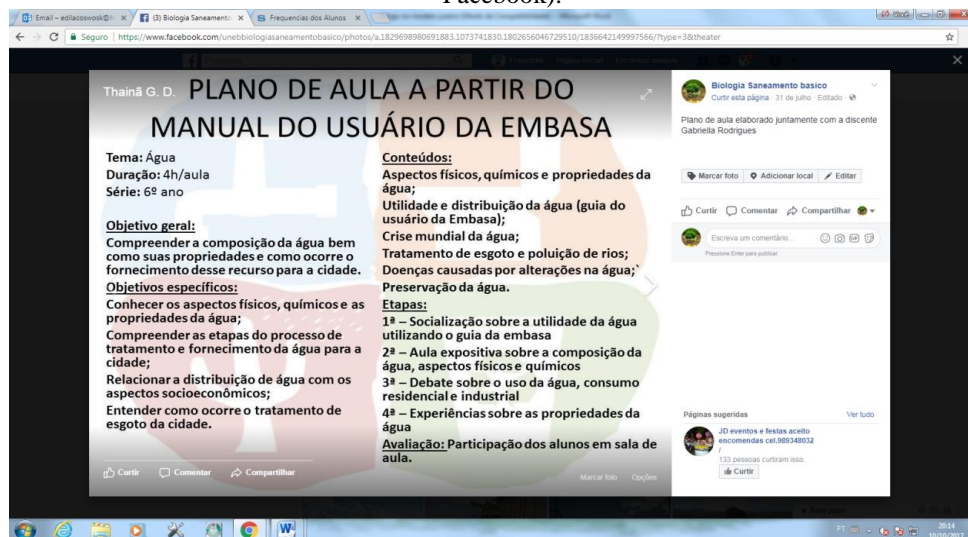 Facebook).
Email – edilacoswosk@
(3) Biologia Saneamento
Frequencias dos Alunos
Seguro
https://www.facebook.com/unebbiologiasaneamentobasico/photos/a.1829698980691883.1073741830.1802656046729510/1836642149997566/?type=3&theater
Thainã G. D.
PLANO DE AULA A PARTIR DO
MANUAL DO USUÁRIO DA EMBASA
Tema: Água
Duração: 4h/aula
Série: 6º ano
Objetivo geral:
Compreender a composição da água bem
como suas propriedades e como ocorre o
fornecimento desse recurso para a cidade.
Objetivos específicos:
Conhecer os aspectos físicos, químicos e as
propriedades da água;
Compreender as etapas do processo de
tratamento e fornecimento da água para a
cidade;
Relacionar a distribuição de água com os
aspectos socioeconômicos;
Entender como ocorre o tratamento de
esgoto da cidade.
Conteúdos:
Aspectos físicos, químicos e propriedades da
água;
Utilidade e distribuição da água (guia do
usuário da Embasa);
Crise mundial da água;
Tratamento de esgoto e poluição de rios;
Doenças causadas por alterações na água;`
Preservação da água.
Etapas:
1ª – Socialização sobre a utilidade da água
utilizando o guia da embasa
2ª – Aula expositiva sobre a composição da
água, aspectos físicos e químicos
3ª – Debate sobre o uso da água, consumo
residencial e industrial
4ª – Experiências sobre as propriedades da
água
Avaliação: Participação dos alunos em sala de
aula.
Curtir Comentar Compartilhar
Marcar foto Opções
Biologia Saneamento basico
Curtir esta página · 31 de julho · Editado ·
Plano de aula elaborado juntamente com a discente
Gabriella Rodrigues
Marcar foto Adicionar local Editar
Curtir Comentar Compartilhar
Escreva um comentário...
Pressione Enter para publicar.
Páginas sugeridas Ver tudo
JD eventos e festas aceito
encomendas cel.989348032
/
133 pessoas curtiram isso.
Curtir
PT
20:14
10/10/2017